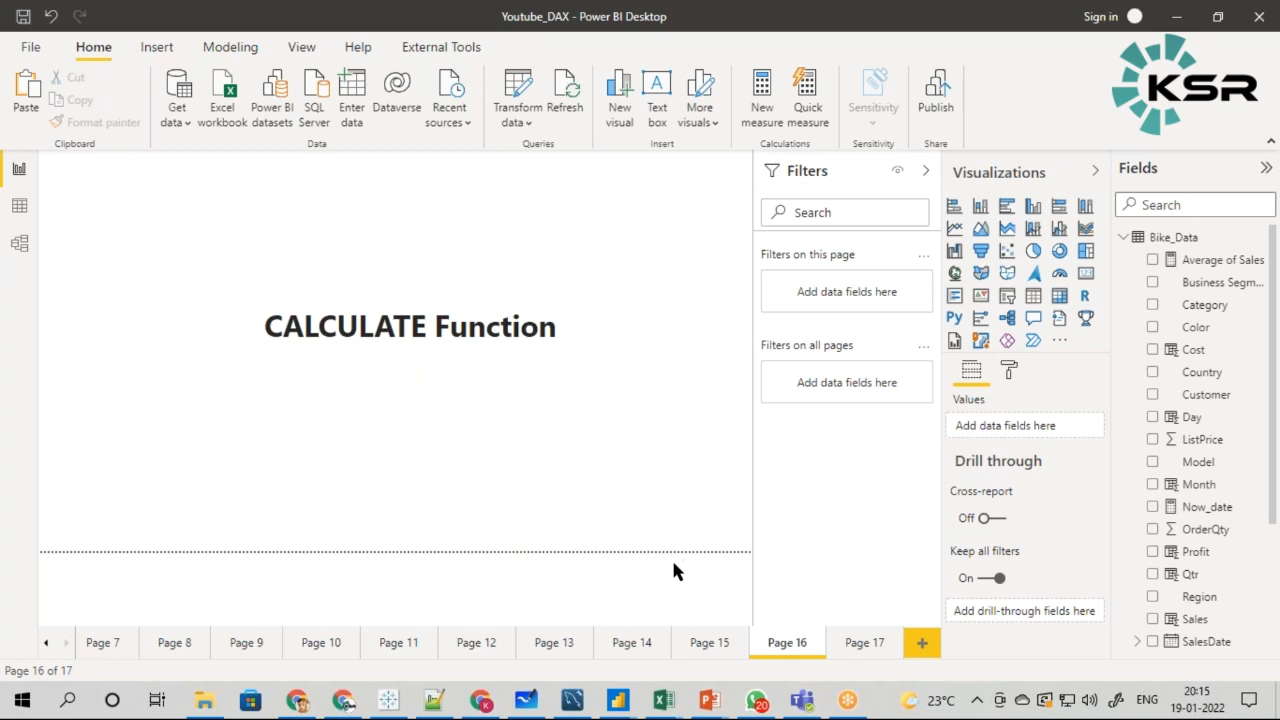 Youtube_DAX - Power BI Desktop
Sign in
File Home Insert Modeling View Help External Tools
KSR
Paste
Cut
Copy
Format painter
Clipboard
Get data
Excel workbook
Power BI datasets
SQL Server
Enter data
Dataverse
Recent sources
Data
Transform data
Refresh
Queries
New visual
Text box
More visuals
Insert
New measure
Quick measure
Calculations
Sensitivity
Sensitivity
Publish
Share
CALCULATE Function
Filters
Search
Filters on this page
...
Add data fields here
Filters on all pages
...
Add data fields here
Visualizations
R
Py
...
Values
Add data fields here
Drill through
Cross-report
Off
Keep all filters
On
Add drill-through fields here
Fields
Search
Bike_Data
Average of Sales
Business Segm...
Category
Color
Cost
Country
Customer
Day
ListPrice
Model
Month
Now_date
OrderQty
Profit
Qtr
Region
Sales
SalesDate
Page 7 Page 8 Page 9 Page 10 Page 11 Page 12 Page 13 Page 14 Page 15 Page 16 Page 17 +
Page 16 of 17
20
23°C
ENG
20:15
19-01-2022